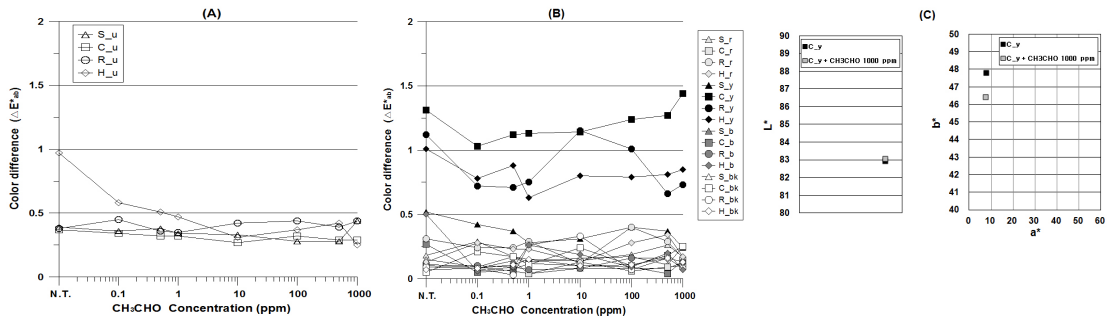 (A)
2
1.5
1
0.5
0
Color difference (△E*ab)
S_u
C_u
R_u
H_u
N.T. 0.1 1 10 100 1000
CH₃CHO Concentration (ppm)
(B)
2
1.5
1
0.5
0
Color difference (△E*ab)
N.T. 0.1 1 10 100 1000
CH₃CHO Concentration (ppm)
S_r
C_r
R_r
H_r
S_y
C_y
R_y
H_y
S_b
C_b
R_b
H_b
S_bk
C_bk
R_bk
H_bk
(C)
90
89
88
87
86
85
84
83
82
81
80
L*
C_y
C_y + CH3CHO 1000 ppm
50
49
48
47
46
45
44
43
42
41
40
b*
C_y
C_y + CH3CHO 1000 ppm
0 10 20 30 40 50 60
a*